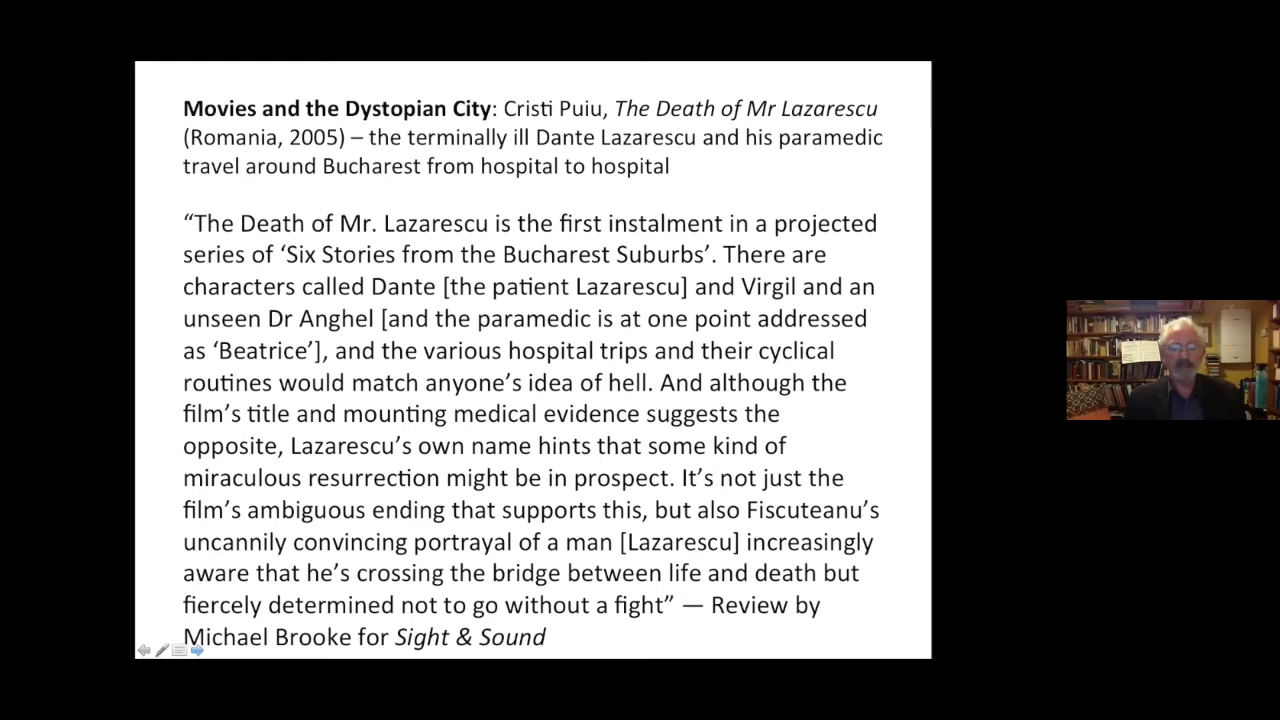 Movies and the Dystopian City: Cristi Puiu, The Death of Mr Lazarescu
(Romania, 2005) – the terminally ill Dante Lazarescu and his paramedic
travel around Bucharest from hospital to hospital
“The Death of Mr. Lazarescu is the first instalment in a projected
series of ‘Six Stories from the Bucharest Suburbs’. There are
characters called Dante [the patient Lazarescu] and Virgil and an
unseen Dr Anghel [and the paramedic is at one point addressed
as ‘Beatrice’], and the various hospital trips and their cyclical
routines would match anyone’s idea of hell. And although the
film’s title and mounting medical evidence suggests the
opposite, Lazarescu’s own name hints that some kind of
miraculous resurrection might be in prospect. It’s not just the
film’s ambiguous ending that supports this, but also Fiscuteanu’s
uncannily convincing portrayal of a man [Lazarescu] increasingly
aware that he’s crossing the bridge between life and death but
fiercely determined not to go without a fight” — Review by
Michael Brooke for Sight & Sound